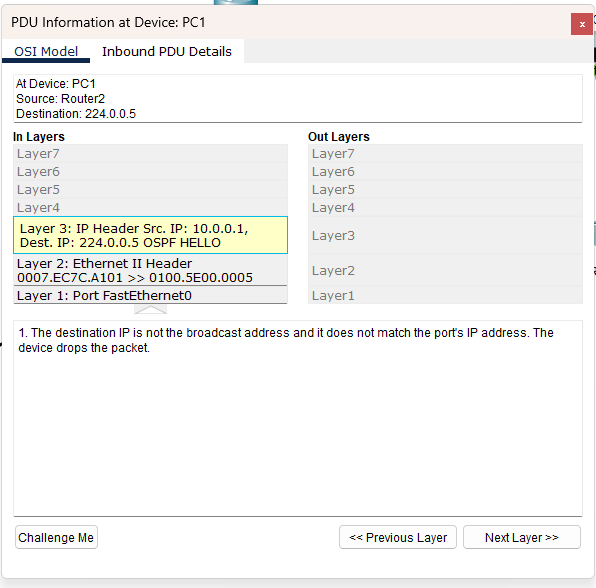 PDU Information at Device: PC1
x
OSI Model Inbound PDU Details
At Device: PC1
Source: Router2
Destination: 224.0.0.5
In Layers
Layer7
Layer6
Layer5
Layer4
Layer 3: IP Header Src. IP: 10.0.0.1,
Dest. IP: 224.0.0.5 OSPF HELLO
Layer 2: Ethernet II Header
0007.EC7C.A101 >> 0100.5E00.0005
Layer 1: Port FastEthernet0
Out Layers
Layer7
Layer6
Layer5
Layer4
Layer3
Layer2
Layer1
1. The destination IP is not the broadcast address and it does not match the port's IP address. The
device drops the packet.
Challenge Me
<< Previous Layer
Next Layer >>